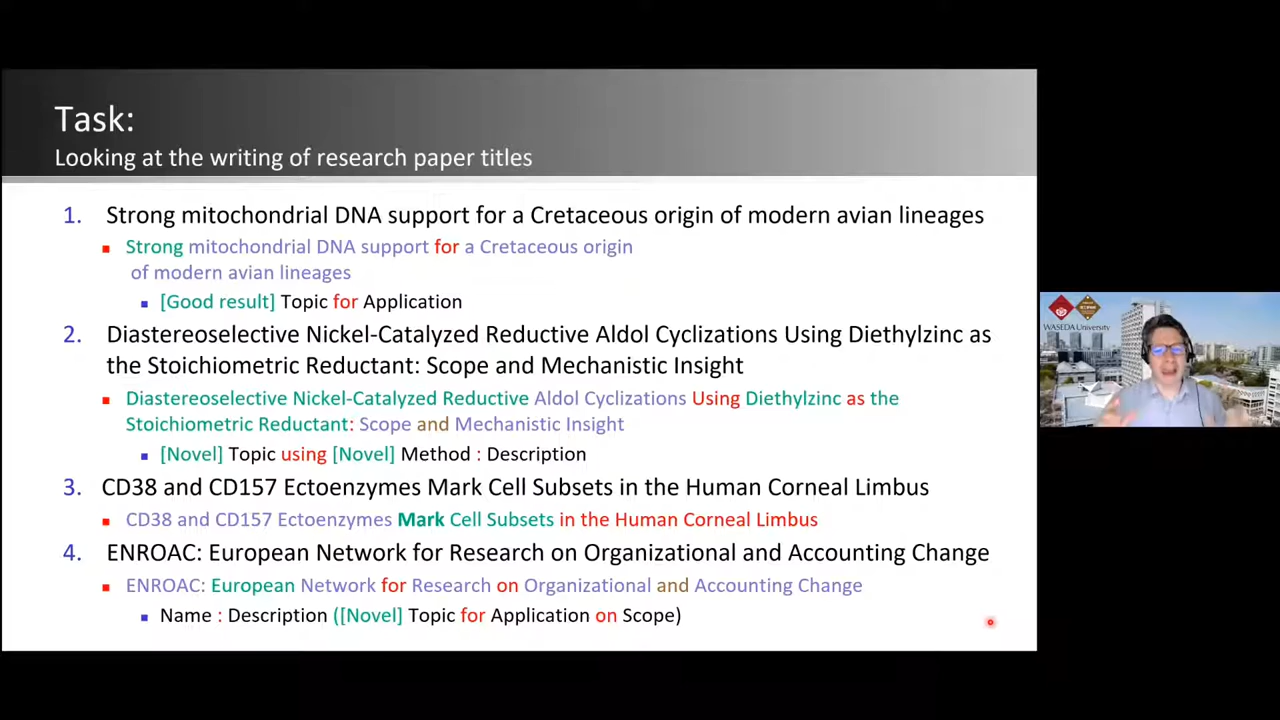 Task:
Looking at the writing of research paper titles
1. Strong mitochondrial DNA support for a Cretaceous origin of modern avian lineages
Strong mitochondrial DNA support for a Cretaceous origin
of modern avian lineages
[Good result] Topic for Application
2. Diastereoselective Nickel-Catalyzed Reductive Aldol Cyclizations Using Diethylzinc as
the Stoichiometric Reductant: Scope and Mechanistic Insight
Diastereoselective Nickel-Catalyzed Reductive Aldol Cyclizations Using Diethylzinc as the
Stoichiometric Reductant: Scope and Mechanistic Insight
[Novel] Topic using [Novel] Method : Description
3. CD38 and CD157 Ectoenzymes Mark Cell Subsets in the Human Corneal Limbus
CD38 and CD157 Ectoenzymes Mark Cell Subsets in the Human Corneal Limbus
4. ENROAC: European Network for Research on Organizational and Accounting Change
ENROAC: European Network for Research on Organizational and Accounting Change
Name : Description ([Novel] Topic for Application on Scope)
WASEDA University